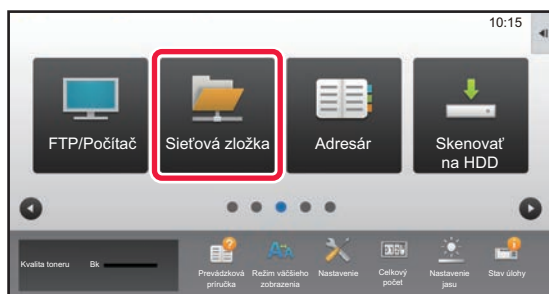 10:15
FTP/Počítač
Sieťová zložka
Adresár
Skenovať
na HDD
Kvalita toneru Bk
Prevádzková
príručka
Režim väčšieho
zobrazenia
Nastavenie
Celkový
počet
Nastavenie
jasu
Stav úlohy